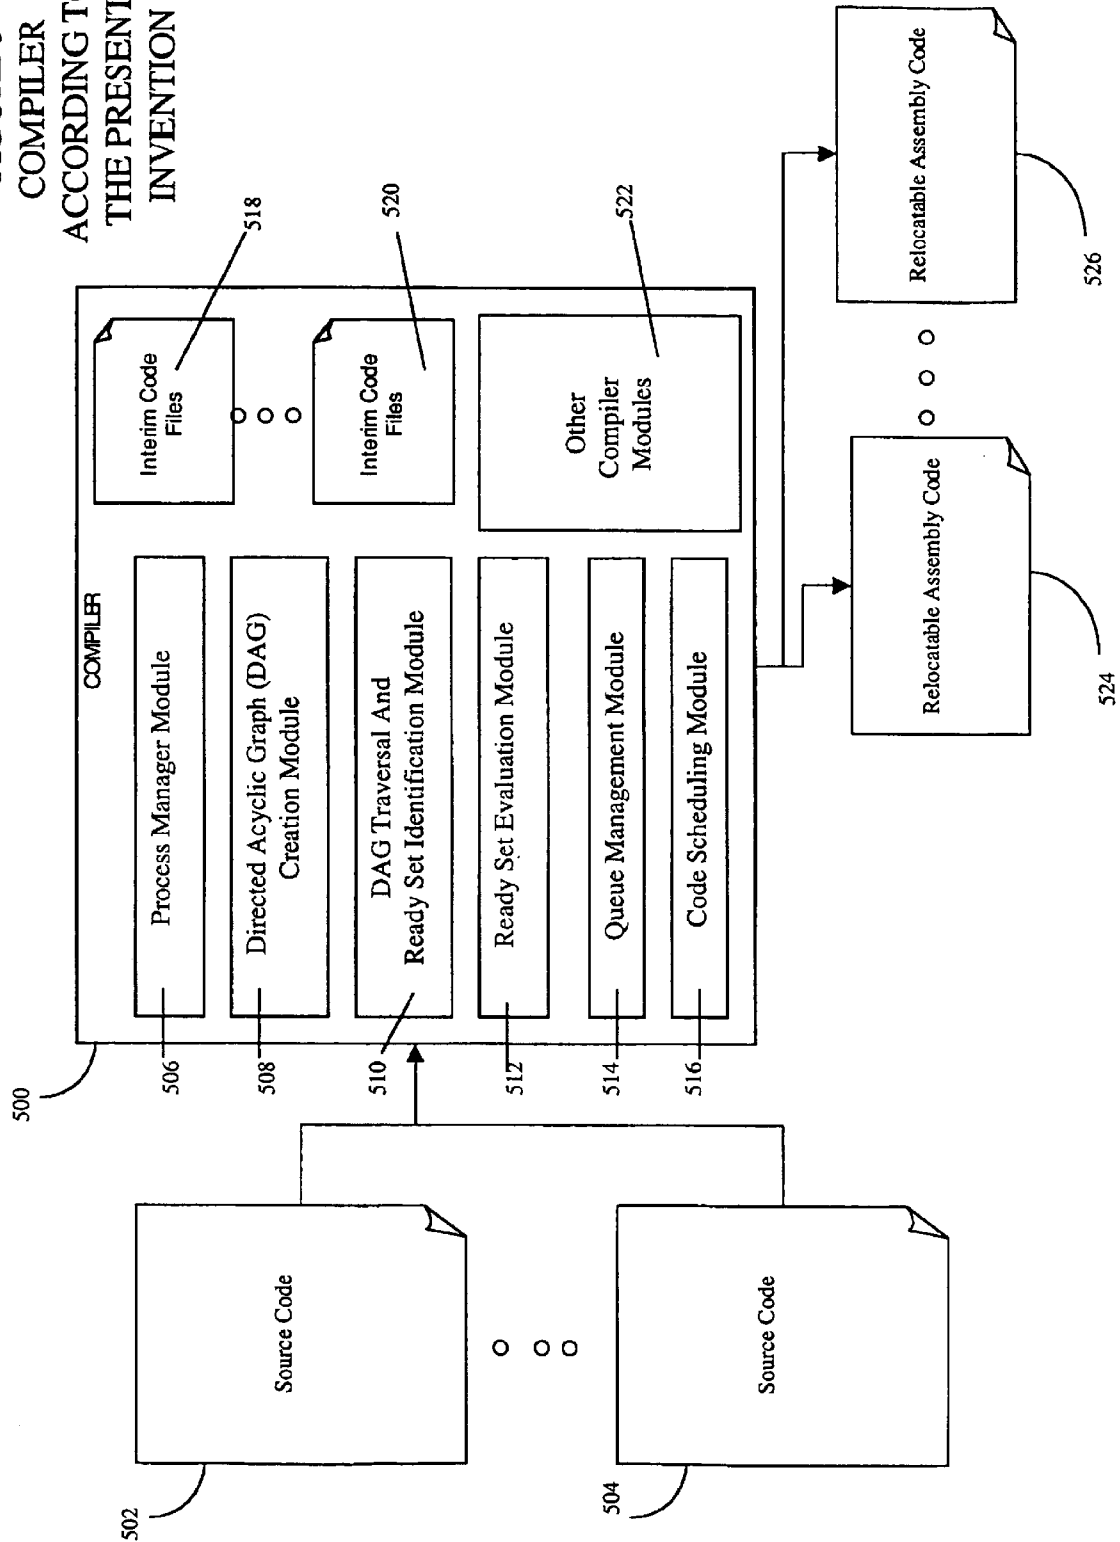 COMPILER
ACCORDING T
THE PRESENT
INVENTION
500
COMPILER
506
Process Manager Module
508
Directed Acyclic Graph (DAG)
Creation Module
510
DAG Traversal And
Ready Set Identification Module
512
Ready Set Evaluation Module
514
Queue Management Module
516
Code Scheduling Module
Interim Code
Files
518
Interim Code
Files
520
Other
Compiler
Modules
522
502
Source Code
504
Source Code
Relocatable Assembly Code
524
Relocatable Assembly Code
526